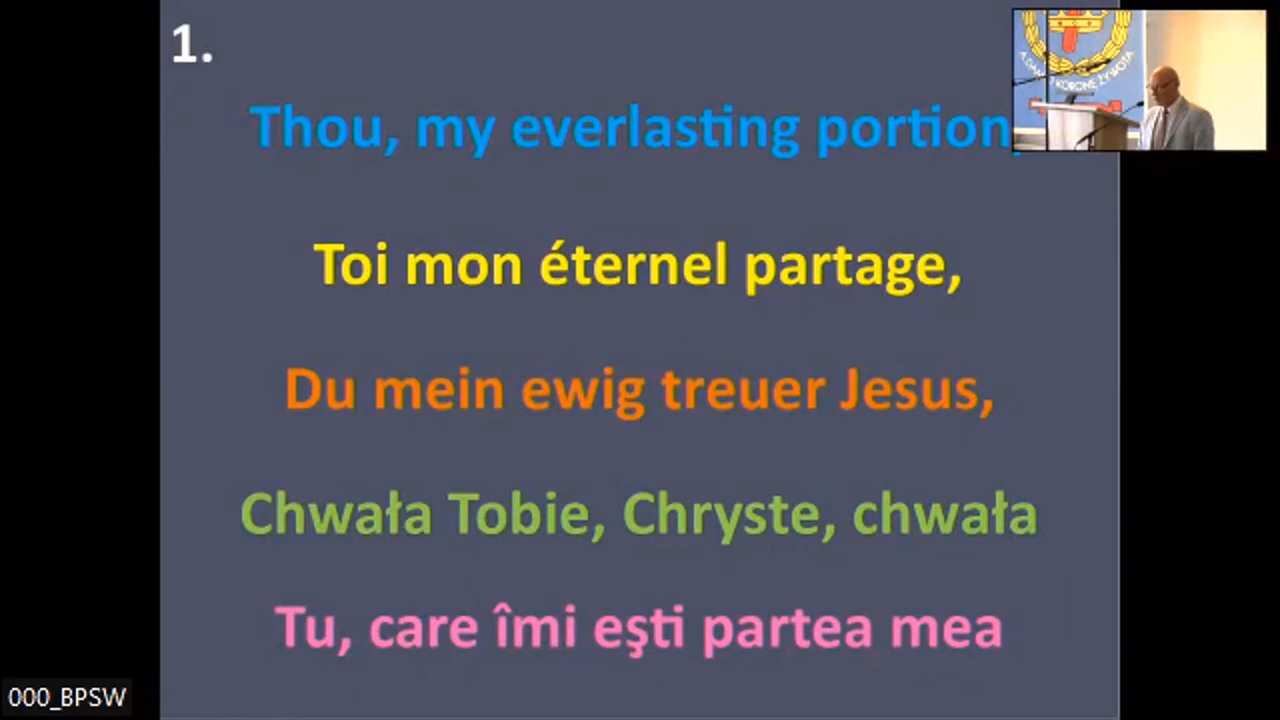 1.
Thou, my everlasting portion,
Toi mon éternel partage,
Du mein ewig treuer Jesus,
Chwała Tobie, Chryste, chwała
Tu, care îmi eşti partea mea
000_BPSW